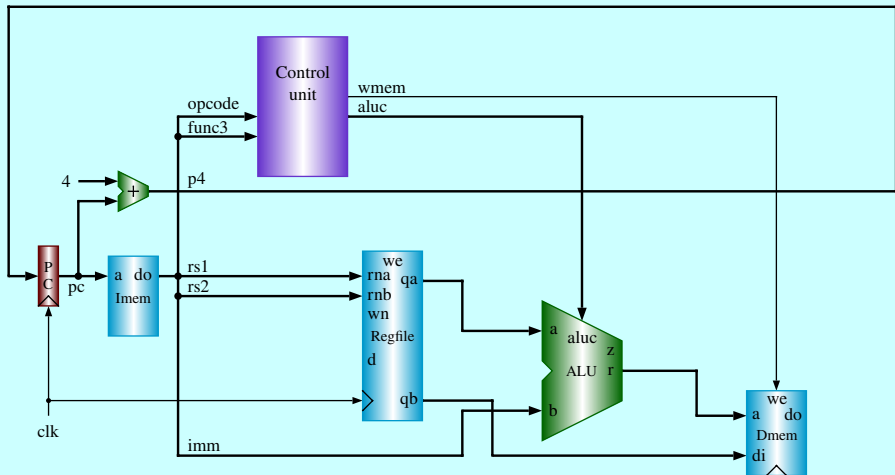 Control
unit
wmem
aluc
opcode
func3
4
+
p4
P
C
pc
a do
Imem
rs1
rs2
we
rna qa
rnb
wn
Regfile
d
qb
clk
imm
a
aluc
z
ALU r
b
we
a do
Dmem
di